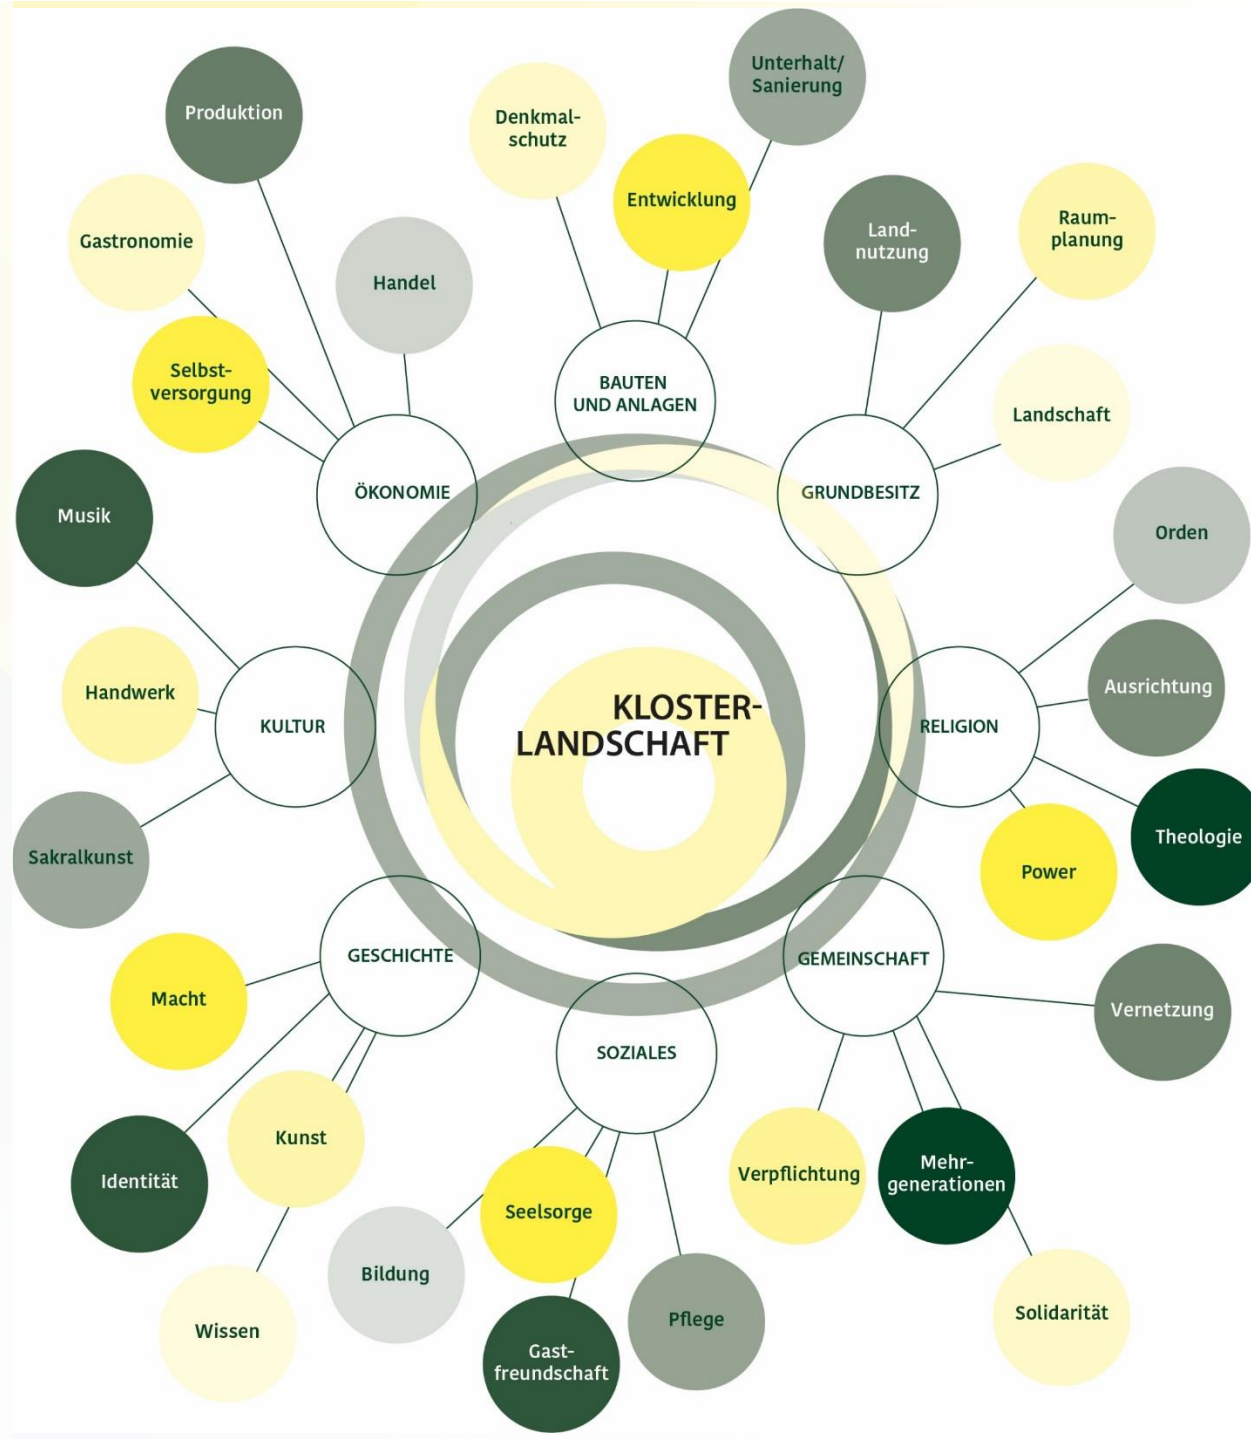 Unterhalt/
Sanierung
Produktion
Denkmal-
schutz
Entwicklung
Land-
nutzung
Raum-
planung
Gastronomie
Handel
Selbst-
versorgung
BAUTEN
UND ANLAGEN
Landschaft
ÖKONOMIE
GRUNDBESITZ
Musik
Orden
Handwerk
Ausrichtung
KULTUR
KLOSTER-
LANDSCHAFT
RELIGION
Theologie
Sakralkunst
Power
GESCHICHTE
GEMEINSCHAFT
Macht
Vernetzung
SOZIALES
Kunst
Identität
Verpflichtung
Mehr-
generationen
Seelsorge
Bildung
Wissen
Pflege
Solidarität
Gast-
freundschaft